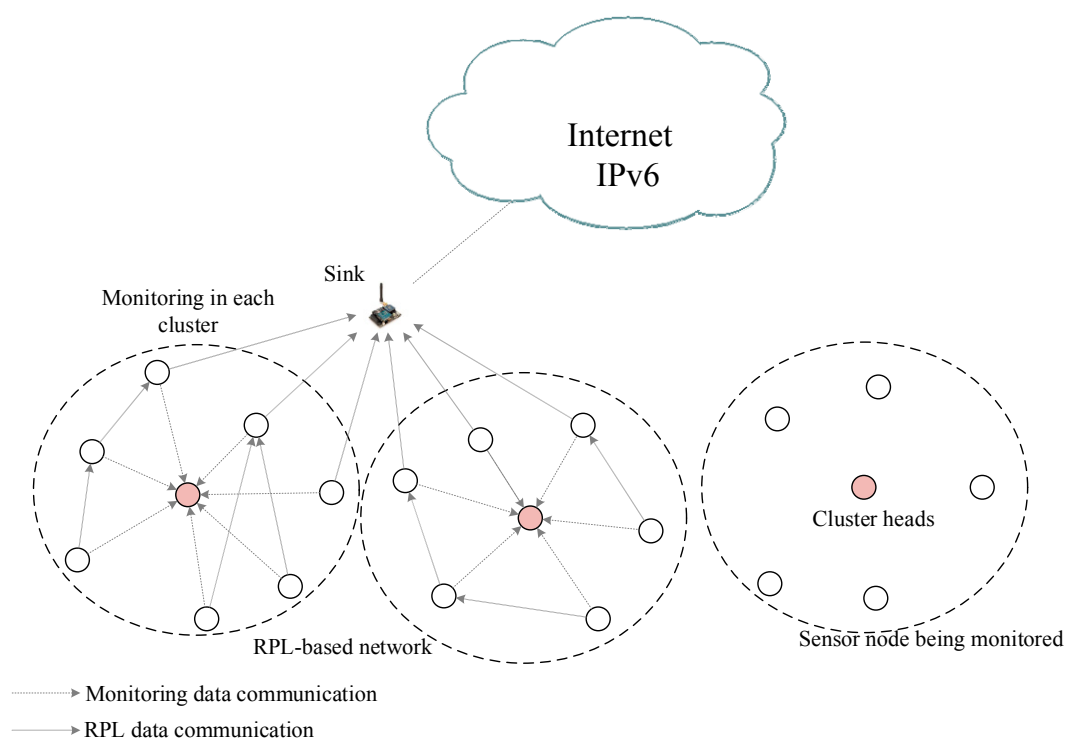 Internet
IPv6
Sink
Monitoring in each
cluster
Cluster heads
RPL-based network
Sensor node being monitored
Monitoring data communication
RPL data communication